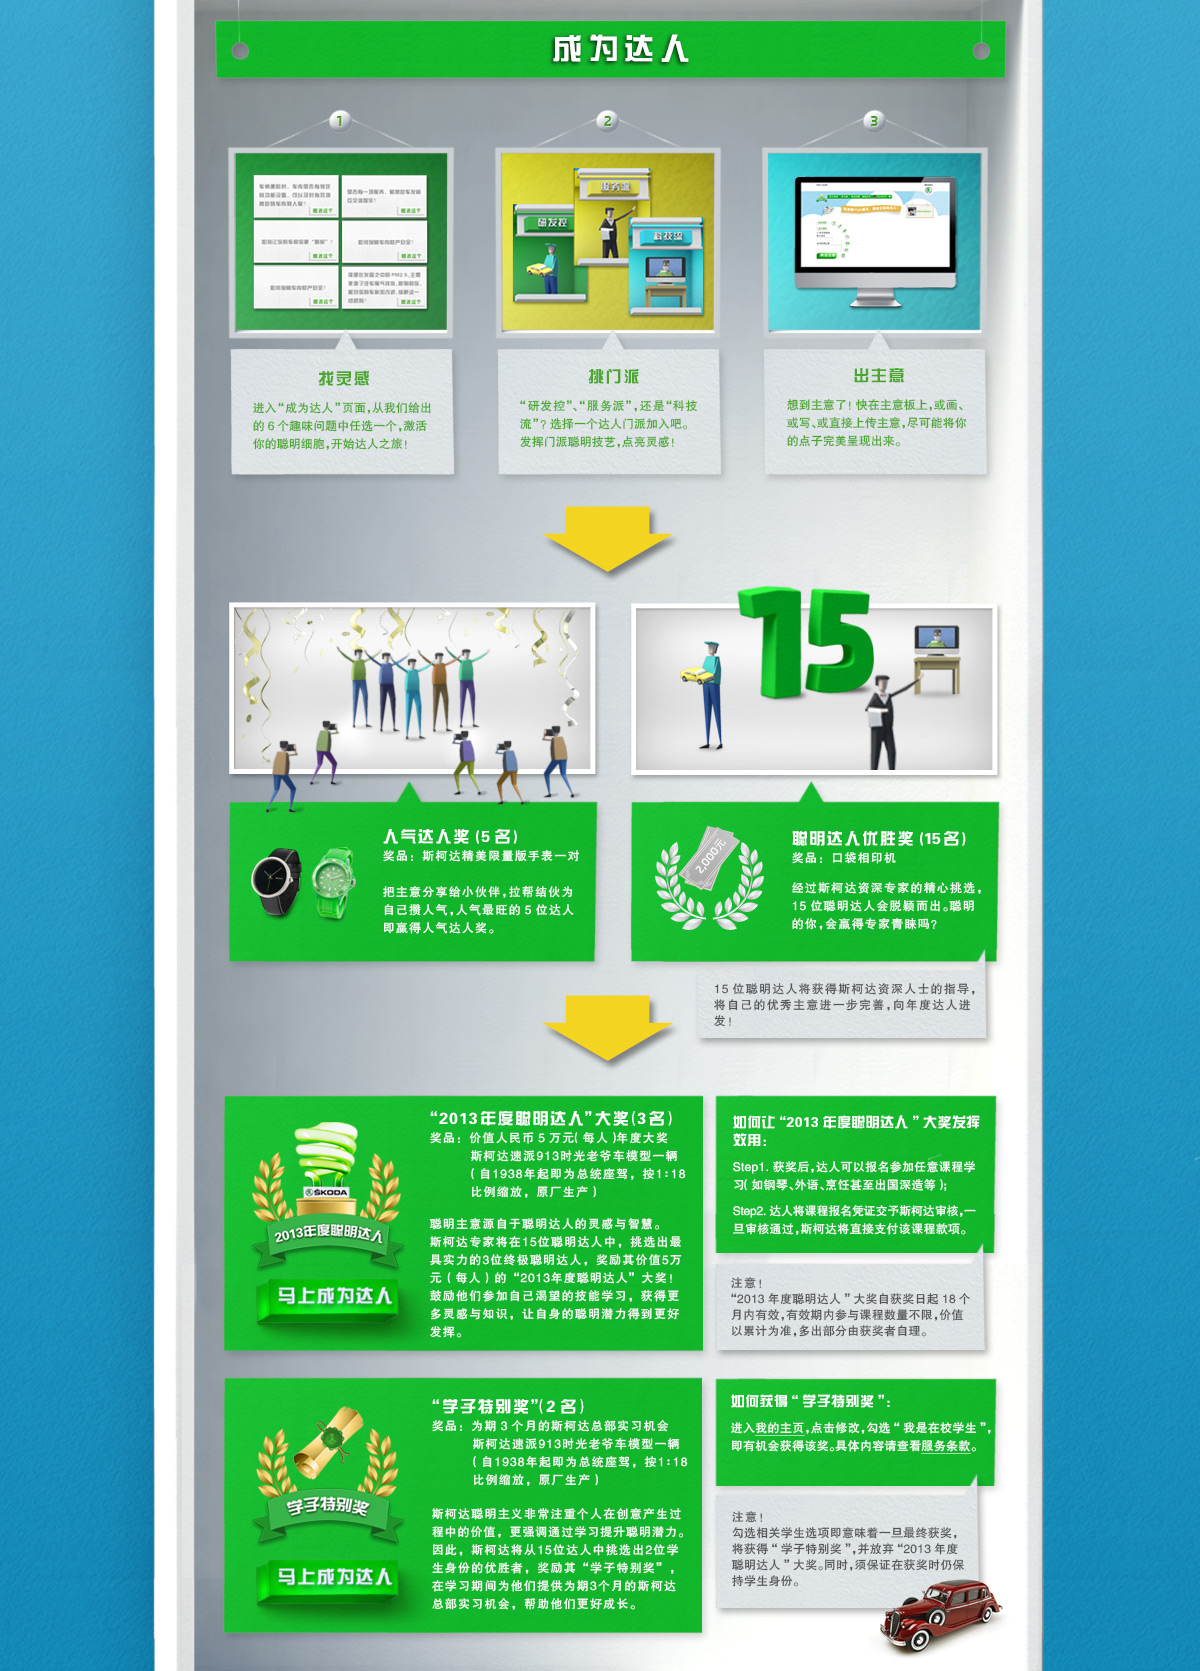 成为达人
1
2
3
研发控
服务派
科技流
找灵感
进入“成为达人”页面,从我们给出
的 6 个趣味问题中任选一个,激活
你的聪明细胞,开始达人之旅!
挑门派
“研发控”、“服务派”,还是“科技
流”? 选择一个达人门派加入吧。
发挥门派聪明技艺,点亮灵感!
出主意
想到主意了! 快在主意板上,或画、
或写、或直接上传主意,尽可能将你
的点子完美呈现出来。
15
人气达人奖 (5 名)
奖品: 斯柯达精美限量版手表一对
把主意分享给小伙伴,拉帮结伙为
自己攒人气,人气最旺的 5 位达人
即赢得人气达人奖。
2,000元
聪明达人优胜奖 (15名)
奖品: 口袋相印机
经过斯柯达资深专家的精心挑选,
15 位聪明达人会脱颖而出。聪明
的你,会赢得专家青睐吗?
15 位聪明达人将获得斯柯达资深人士的指导,
将自己的优秀主意进一步完善,向年度达人进
发!
ŠKODA
2013年度聪明达人
马上成为达人
“2013 年度聪明达人”大奖(3 名)
奖品: 价值人民币 5 万元( 每人 )年度大奖
斯柯达速派913时光老爷车模型一辆
( 自1938年起即为总统座驾，按1:18
比例缩放，原厂生产 )
聪明主意源自于聪明达人的灵感与智慧。
斯柯达专家将在15位聪明达人中，挑选出最
具实力的3位终极聪明达人，奖励其价值5万
元 ( 每人 ) 的 “2013年度聪明达人” 大奖!
鼓励他们参加自己渴望的技能学习，获得更
多灵感与知识，让自身的聪明潜力得到更好
发挥。
如何让 “2013 年度聪明达人 ” 大奖发挥
效用:
Step1. 获奖后,达人可以报名参加任意课程学
习( 如钢琴、外语、烹饪甚至出国深造等 );
Step2. 达人将课程报名凭证交予斯柯达审核,一
旦审核通过,斯柯达将直接支付该课程款项。
注意!
“2013 年度聪明达人 ” 大奖自获奖日起 18 个
月内有效,有效期内参与课程数量不限,价值
以累计为准,多出部分由获奖者自理。
学子特别奖
马上成为达人
“学子特别奖”(2 名)
奖品: 为期 3 个月的斯柯达总部实习机会
斯柯达速派913时光老爷车模型一辆
( 自1938年起即为总统座驾，按1:18
比例缩放，原厂生产 )
斯柯达聪明主义非常注重个人在创意产生过
程中的价值，更强调通过学习提升聪明潜力。
因此，斯柯达将从15位达人中挑选出2位学
生身份的优胜者，奖励其 “学子特别奖” ，
在学习期间为他们提供为期3个月的斯柯达
总部实习机会，帮助他们更好成长。
如何获得 “ 学子特别奖 ”:
进入我的主页,点击修改,勾选 “ 我是在校学生”,
即有机会获得该奖。具体内容请查看服务条款。
注意!
勾选相关学生选项即意味着一旦最终获奖,
将获得 “ 学子特别奖 ”,并放弃 “2013 年度
聪明达人 ” 大奖。同时,须保证在获奖时仍保
持学生身份。